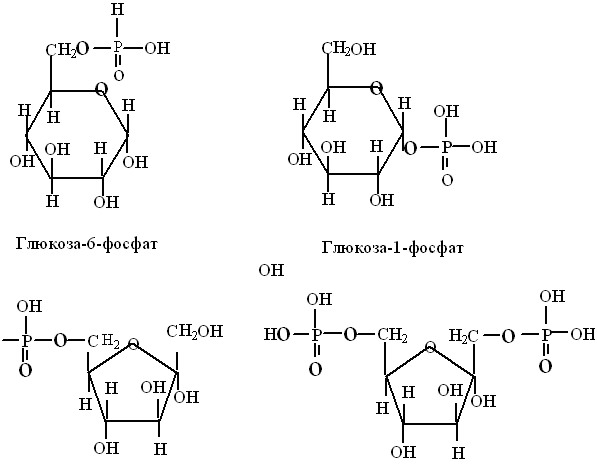 H
CH₂O P OH
O
O
H H H
OH OH H OH
H OH
Глюкоза-6-фосфат
CH₂OH
O
H H H OH
OH OH H O P OH
O
H OH
Глюкоза-1-фосфат
OH
OH
P O CH₂ O CH₂OH
O
H H OH OH
OH H
OH OH
HO P O CH₂ O H₂C O P OH
O O
H H OH OH
OH H